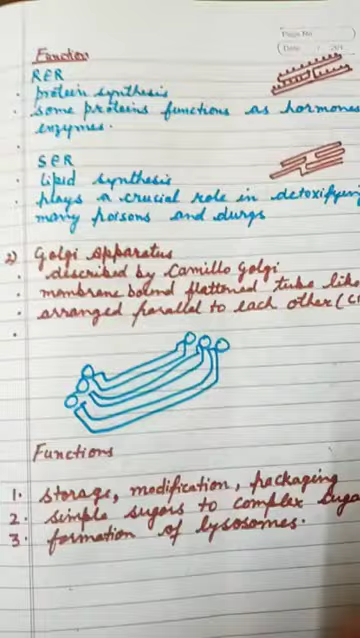 Page No
Date
Function
RER
· protein synthesis
· some proteins functions as hormones
enzymes.
·
SER
· lipid synthesis
· plays a crucial role in detoxifying
many poisons and durgs
2) Golgi Apparatus
· described by Camillo Golgi
· membrane bound flattened tube like
· arranged parallel to each other (
·
Functions
1. storage, modification, packaging
2. simple sugars to complex sugar
3. formation of lysosomes.